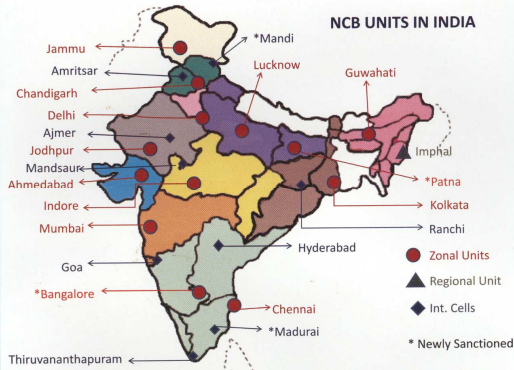 NCB UNITS IN INDIA
Jammu
*Mandi
Amritsar
Lucknow
Chandigarh
Guwahati
Delhi
Ajmer
Jodhpur
Imphal
Mandsaur
Ahmedabad
*Patna
Indore
Kolkata
Mumbai
Ranchi
Hyderabad
Goa
Zonal Units
Regional Unit
*Bangalore
Chennai
Int. Cells
*Madurai
* Newly Sanctioned
Thiruvananthapuram